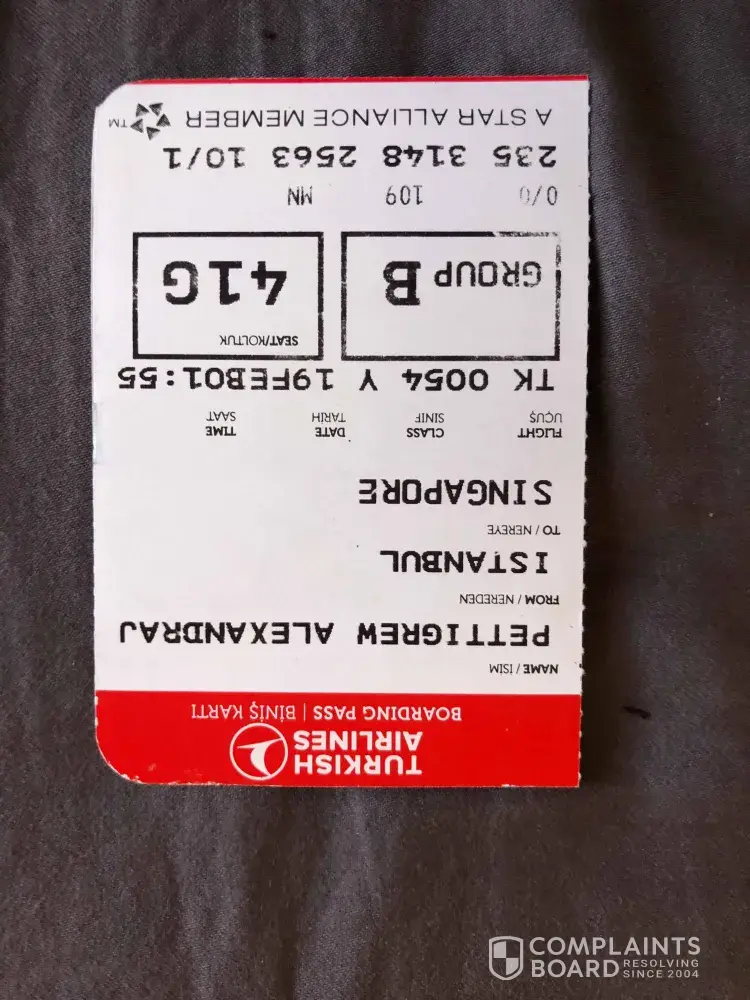 TURKISH
AIRLINES
BOARDING PASS | BİNİŞ KARTI
NAME / ISIM
PETTIGREW ALEXANDRAJ
FROM / NEREDEN
ISTANBUL
TO / NEREYE
SINGAPORE
FLIGHT CLASS DATE TIME
UÇUŞ SINIF TARİH SAAT
TK 0054 Y 19FEB01:55
GROUP B
SEAT/KOLTUK
41G
0/0 109 MN
235 3148 2563 10/1
A STAR ALLIANCE MEMBER TM
COMPLAINTS
BOARD RESOLVING
SINCE 2004